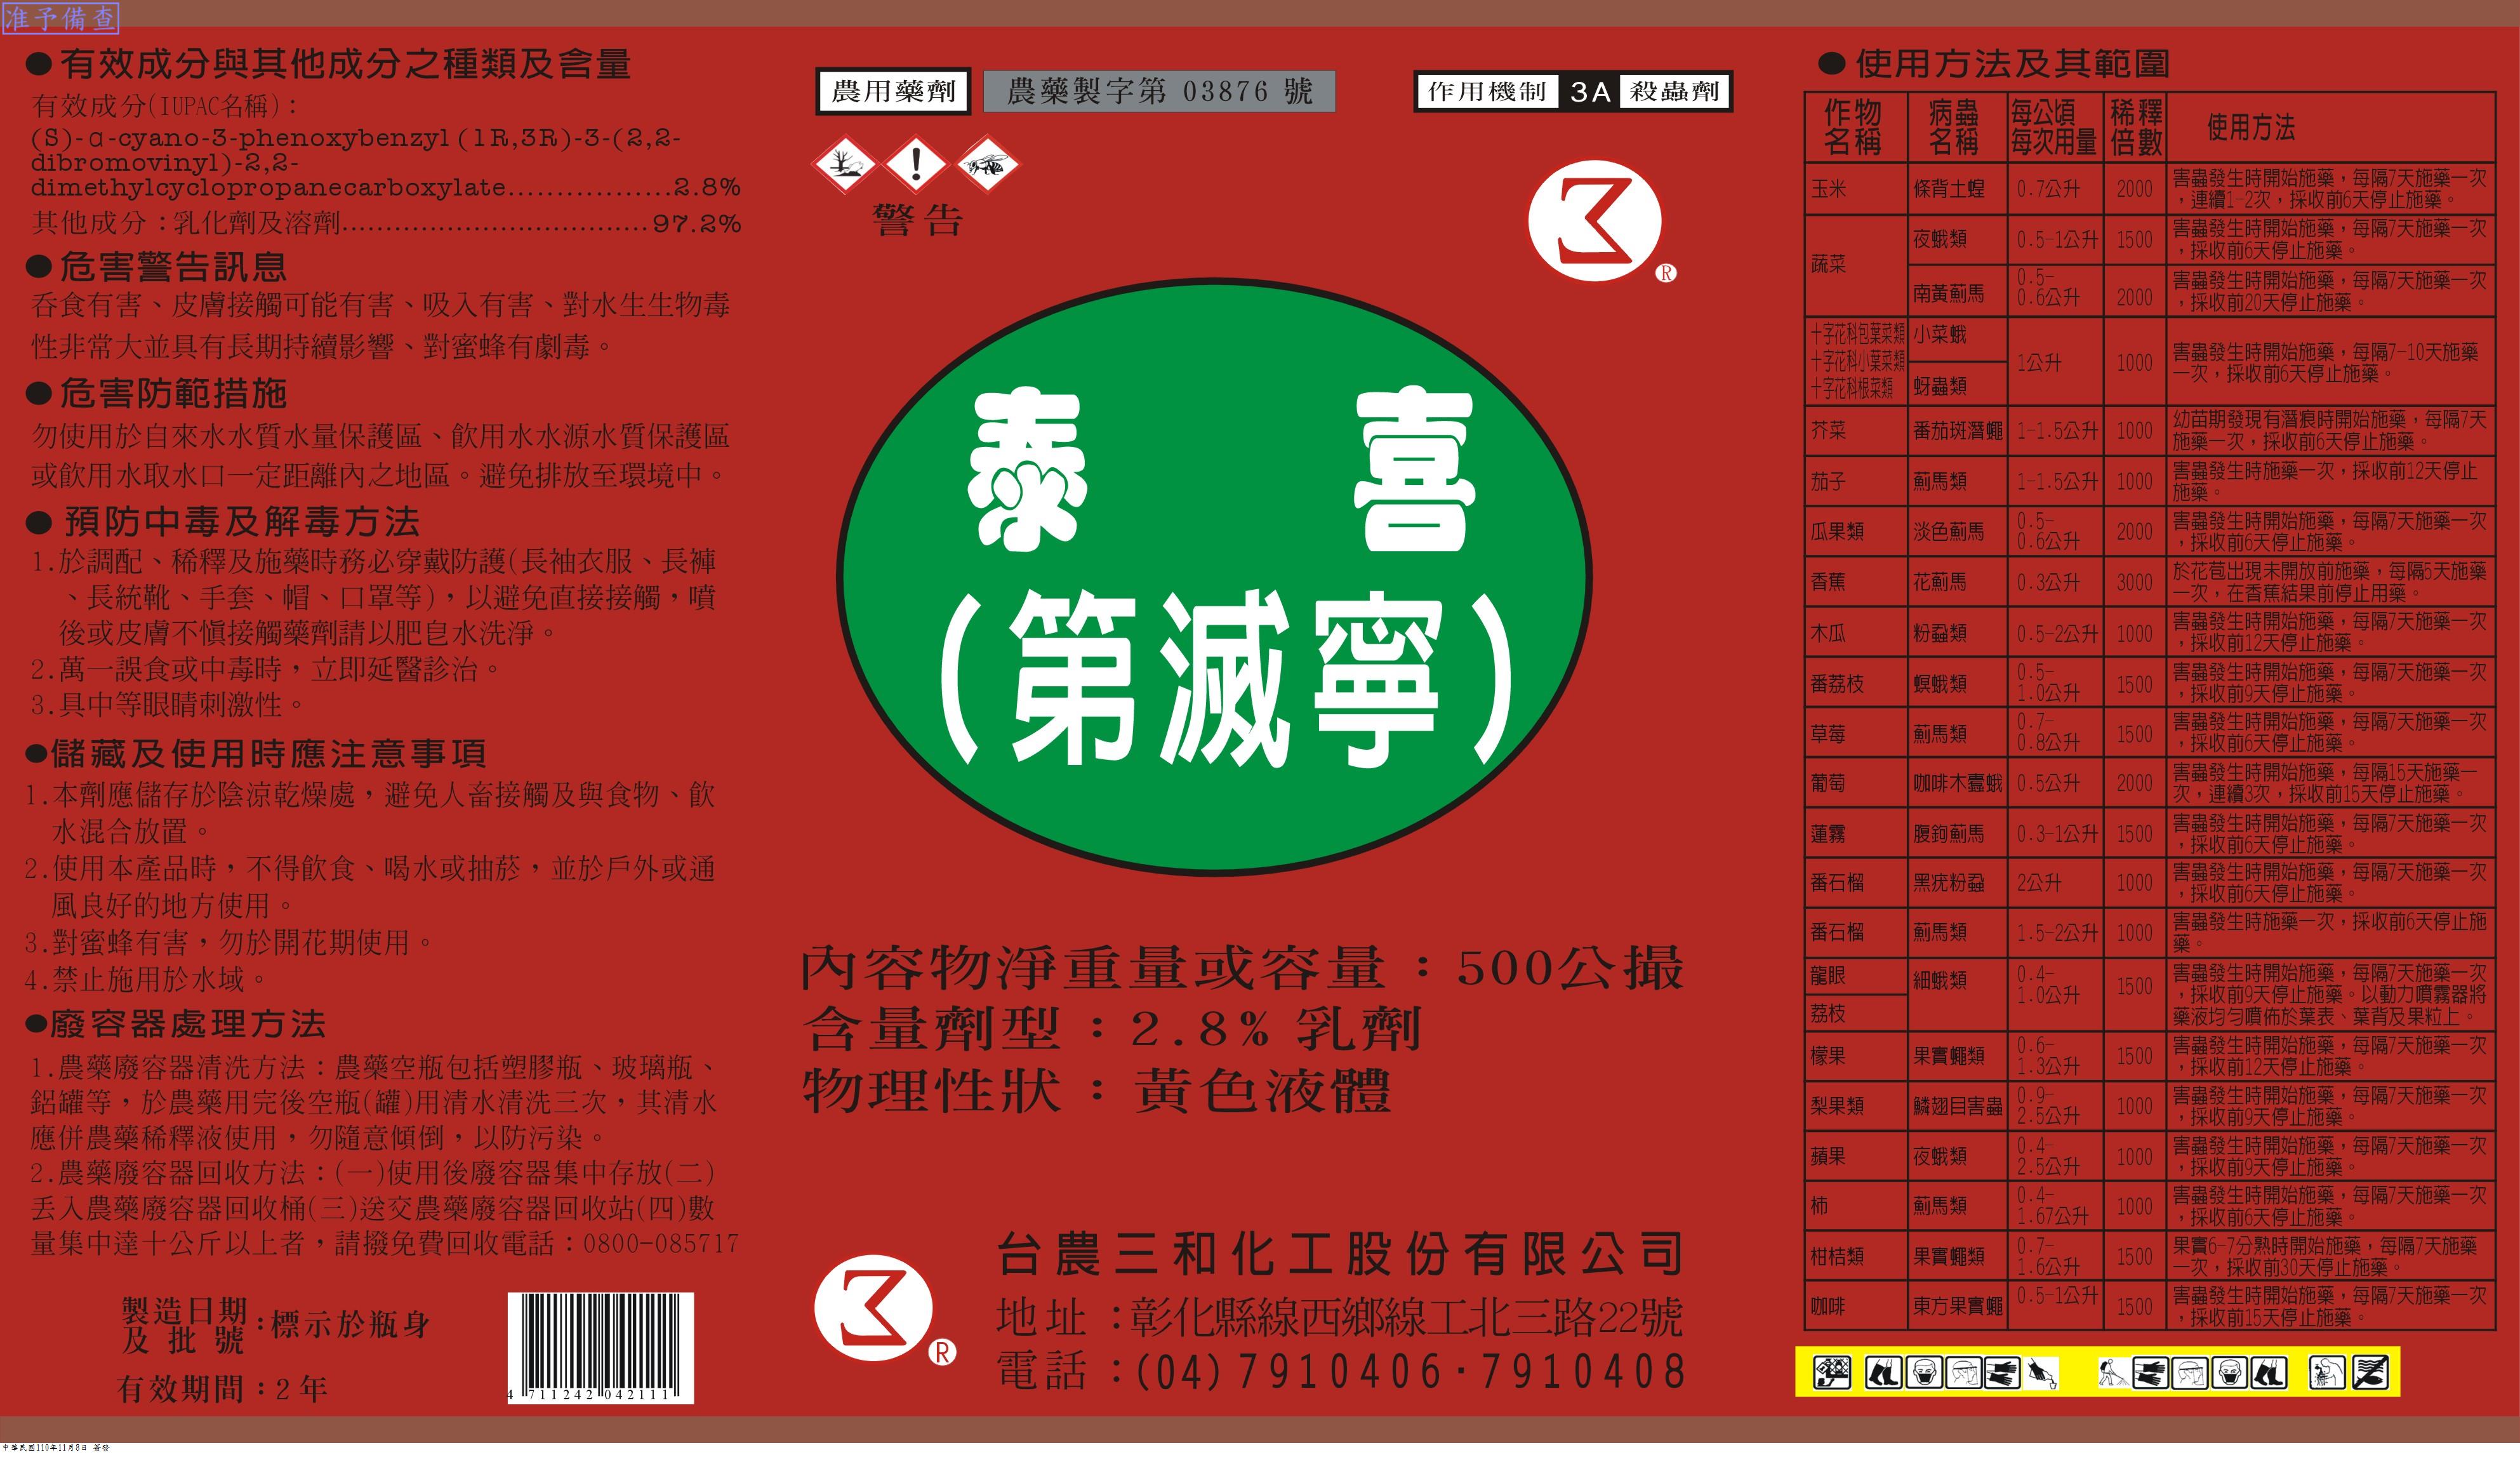 准予備查
●有效成分與其他成分之種類及含量
有效成分(IUPAC名稱):
(S)-α-cyano-3-phenoxybenzyl (1R,3R)-3-(2,2-
dibromovinyl)-2,2-
dimethylcyclopropanecarboxylate.................2.8%
其他成分:乳化劑及溶劑...................................97.2%
●危害警告訊息
吞食有害、皮膚接觸可能有害、吸入有害、對水生生物毒
性非常大並具有長期持續影響、對蜜蜂有劇毒。
●危害防範措施
勿使用於自來水水質水量保護區、飲用水水源水質保護區
或飲用水取水口一定距離內之地區。避免排放至環境中。
●預防中毒及解毒方法
1.於調配、稀釋及施藥時務必穿戴防護(長袖衣服、長褲
、長統靴、手套、帽、口罩等),以避免直接接觸,噴
後或皮膚不慎接觸藥劑請以肥皂水洗淨。
2.萬一誤食或中毒時,立即延醫診治。
3.具中等眼睛刺激性。
●儲藏及使用時應注意事項
1.本劑應儲存於陰涼乾燥處,避免人畜接觸及與食物、飲
水混合放置。
2.使用本產品時,不得飲食、喝水或抽菸,並於戶外或通
風良好的地方使用。
3.對蜜蜂有害,勿於開花期使用。
4.禁止施用於水域。
●廢容器處理方法
1.農藥廢容器清洗方法:農藥空瓶包括塑膠瓶、玻璃瓶、
鋁罐等,於農藥用完後空瓶(罐)用清水清洗三次,其清水
應併農藥稀釋液使用,勿隨意傾倒,以防污染。
2.農藥廢容器回收方法:(一)使用後廢容器集中存放(二)
丟入農藥廢容器回收桶(三)送交農藥廢容器回收站(四)數
量集中達十公斤以上者,請撥免費回收電話:0800-085717
製造日期
及 批 號:標示於瓶身
有效期間:2年
4 711242 042111
農用藥劑 農藥製字第 03876 號 作用機制 3A 殺蟲劑
警告
®
泰 喜
(第滅寧)
內容物淨重量或容量:500公撮
含量劑型:2.8% 乳劑
物理性狀:黃色液體
®
台農三和化工股份有限公司
地址:彰化縣線西鄉線工北三路22號
電話:(04)7910406·7910408
●使用方法及其範圍
作物名稱 病蟲名稱 每公頃每次用量 稀釋倍數 使用方法
玉米 條背土蝗 0.7公升 2000 害蟲發生時開始施藥,每隔7天施藥一次,連續1-2次,採收前6天停止施藥。
蔬菜 夜蛾類 0.5-1公升 1500 害蟲發生時開始施藥,每隔7天施藥一次,採收前6天停止施藥。
南黃薊馬 0.5-0.6公升 2000 害蟲發生時開始施藥,每隔7天施藥一次,採收前20天停止施藥。
十字花科包葉菜類 小菜蛾
十字花科小葉菜類 1公升 1000 害蟲發生時開始施藥,每隔7-10天施藥一次,採收前6天停止施藥。
十字花科根菜類 蚜蟲類
芥菜 番茄斑潛蠅 1-1.5公升 1000 幼苗期發現有潛痕時開始施藥,每隔7天施藥一次,採收前6天停止施藥。
茄子 薊馬類 1-1.5公升 1000 害蟲發生時施藥一次,採收前12天停止施藥。
瓜果類 淡色薊馬 0.5-0.6公升 2000 害蟲發生時開始施藥,每隔7天施藥一次,採收前6天停止施藥。
香蕉 花薊馬 0.3公升 3000 於花苞出現未開放前施藥,每隔5天施藥一次,在香蕉結果前停止用藥。
木瓜 粉蝨類 0.5-2公升 1000 害蟲發生時開始施藥,每隔7天施藥一次,採收前12天停止施藥。
番荔枝 螟蛾類 0.5-1.0公升 1500 害蟲發生時開始施藥,每隔7天施藥一次,採收前9天停止施藥。
草莓 薊馬類 0.7-0.8公升 1500 害蟲發生時開始施藥,每隔7天施藥一次,採收前6天停止施藥。
葡萄 咖啡木蠹蛾 0.5公升 2000 害蟲發生時開始施藥,每隔15天施藥一次,連續3次,採收前15天停止施藥。
蓮霧 腹鉤薊馬 0.3-1公升 1500 害蟲發生時開始施藥,每隔7天施藥一次,採收前6天停止施藥。
番石榴 黑疣粉蝨 2公升 1000 害蟲發生時開始施藥,每隔7天施藥一次,採收前6天停止施藥。
番石榴 薊馬類 1.5-2公升 1000 害蟲發生時施藥一次,採收前6天停止施藥。
龍眼 細蛾類 0.4-1.0公升 1500 害蟲發生時開始施藥,每隔7天施藥一次,採收前9天停止施藥。以動力噴霧器將藥液均勻噴佈於葉表、葉背及果粒上。
荔枝
檬果 果實蠅類 0.6-1.3公升 1500 害蟲發生時開始施藥,每隔7天施藥一次,採收前12天停止施藥。
梨果類 鱗翅目害蟲 0.9-2.5公升 1000 害蟲發生時開始施藥,每隔7天施藥一次,採收前9天停止施藥。
蘋果 夜蛾類 0.4-2.5公升 1000 害蟲發生時開始施藥,每隔7天施藥一次,採收前9天停止施藥。
柿 薊馬類 0.4-1.67公升 1000 害蟲發生時開始施藥,每隔7天施藥一次,採收前6天停止施藥。
柑桔類 果實蠅類 0.7-1.6公升 1500 果實6-7分熟時開始施藥,每隔7天施藥一次,採收前30天停止施藥。
咖啡 東方果實蠅 0.5-1公升 1500 害蟲發生時開始施藥,每隔7天施藥一次,採收前15天停止施藥。
中華民國110年11月8日 簽發